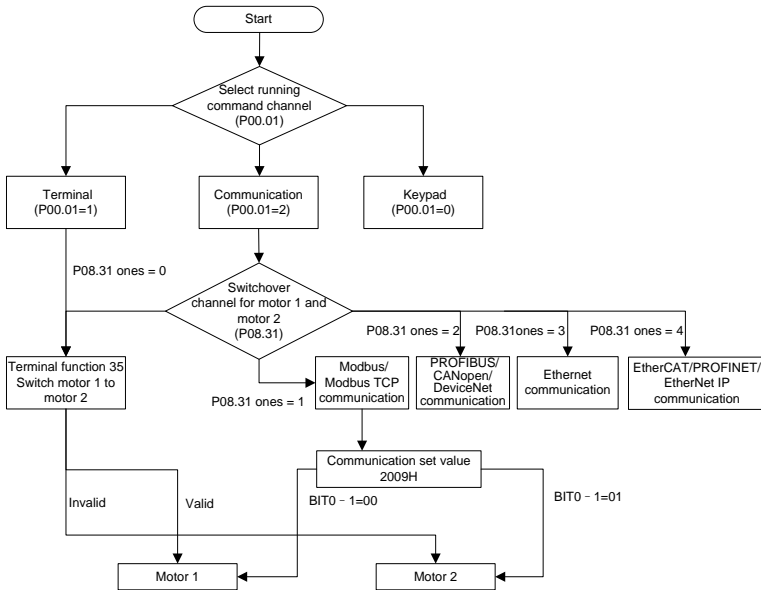 Start
Select running
command channel
(P00.01)
Terminal
(P00.01=1)
Communication
(P00.01=2)
Keypad
(P00.01=0)
P08.31 ones = 0
Switchover
channel for motor 1 and
motor 2
(P08.31)
P08.31 ones = 2
P08.31ones = 3
P08.31 ones = 4
Terminal function 35
Switch motor 1 to
motor 2
P08.31 ones = 1
Modbus/
Modbus TCP
communication
PROFIBUS/
CANopen/
DeviceNet
communication
Ethernet
communication
EtherCAT/PROFINET/
EtherNet IP
communication
Communication set value
2009H
Invalid
Valid
BIT0﹣1=00
BIT0﹣1=01
Motor 1
Motor 2